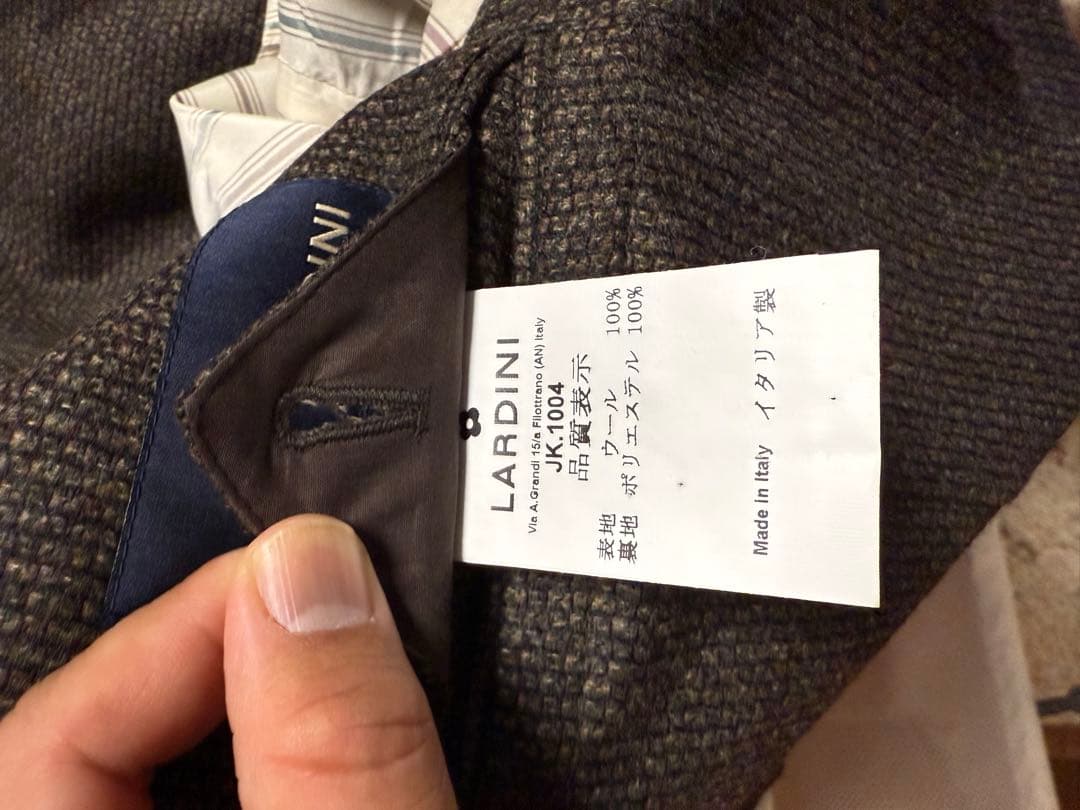 INI
LARDINI
Via A.Grandi 15/a Filottrano (AN) Italy
JK.1004
品質表示
表地 ウール 100%
裏地 ポリエステル 100%
Made in Italy イタリア製